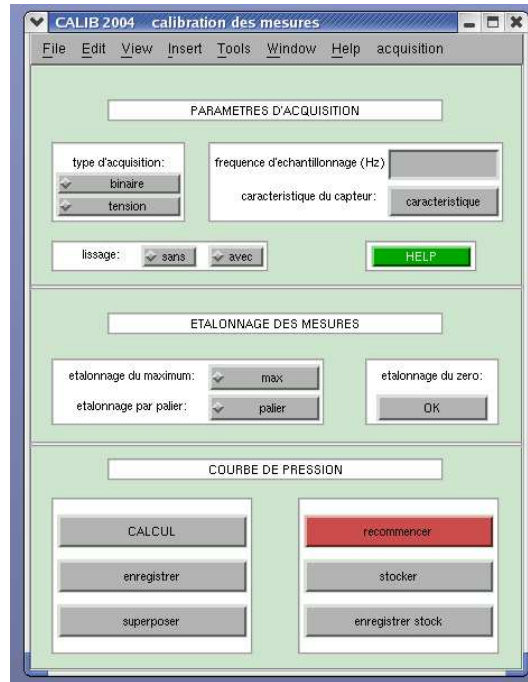 CALIB 2004 calibration des mesures
File Edit View Insert Tools Window Help acquisition
PARAMETRES D'ACQUISITION
type d'acquisition:
binaire
tension
frequence d'echantillonnage (Hz)
caracteristique du capteur: caracteristique
lissage: sans avec
HELP
ETALONNAGE DES MESURES
etalonnage du maximum: max
etalonnage par palier: palier
etalonnage du zero:
OK
COURBE DE PRESSION
CALCUL
enregistrer
superposer
recommencer
stocker
enregistrer stock